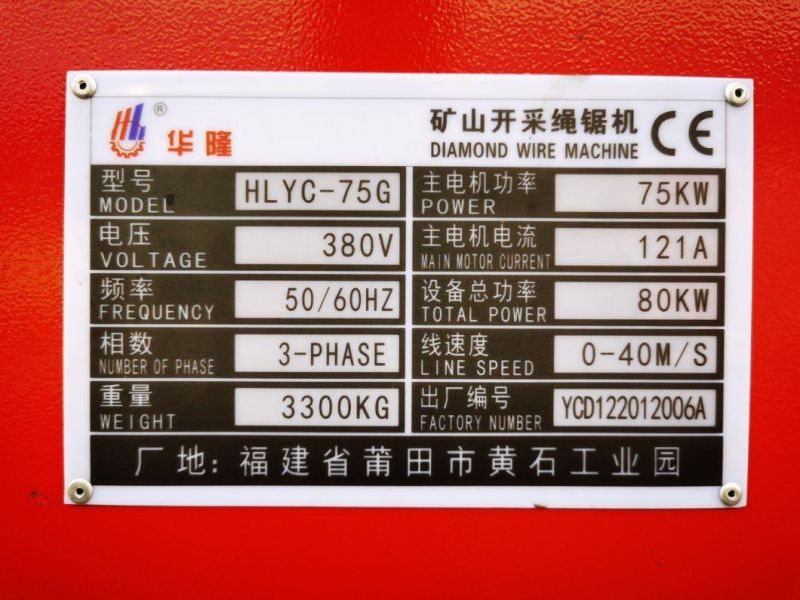 HL ® 华隆
矿山开采绳锯机 CE
DIAMOND WIRE MACHINE
型号 MODEL HLYC-75G
主电机功率 POWER 75KW
电压 VOLTAGE 380V
主电机电流 MAIN MOTOR CURRENT 121A
频率 FREQUENCY 50/60HZ
设备总功率 TOTAL POWER 80KW
相数 NUMBER OF PHASE 3-PHASE
线速度 LINE SPEED 0-40M/S
重量 WEIGHT 3300KG
出厂编号 FACTORY NUMBER YCD122012006A
厂地: 福建省莆田市黄石工业园